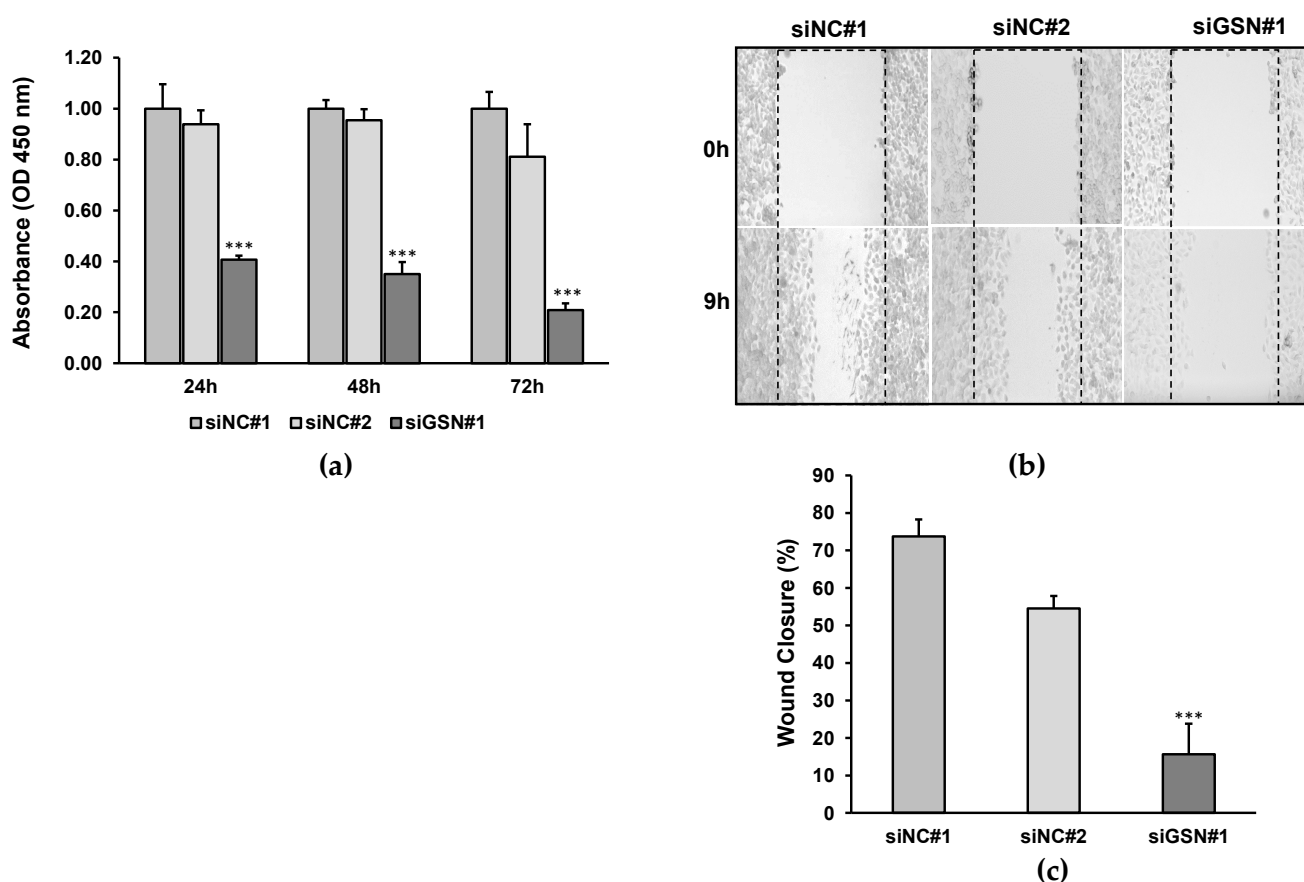 siNC#1 siNC#2 siGSN#1
1.20
1.00
0.80
0.60
0.40
0.20
0.00
Absorbance (OD 450 nm)
***
***
***
24h 48h 72h
siNC#1 siNC#2 siGSN#1
(a)
0h
9h
(b)
90
80
70
60
50
40
30
20
10
0
Wound Closure (%)
***
siNC#1 siNC#2 siGSN#1
(c)